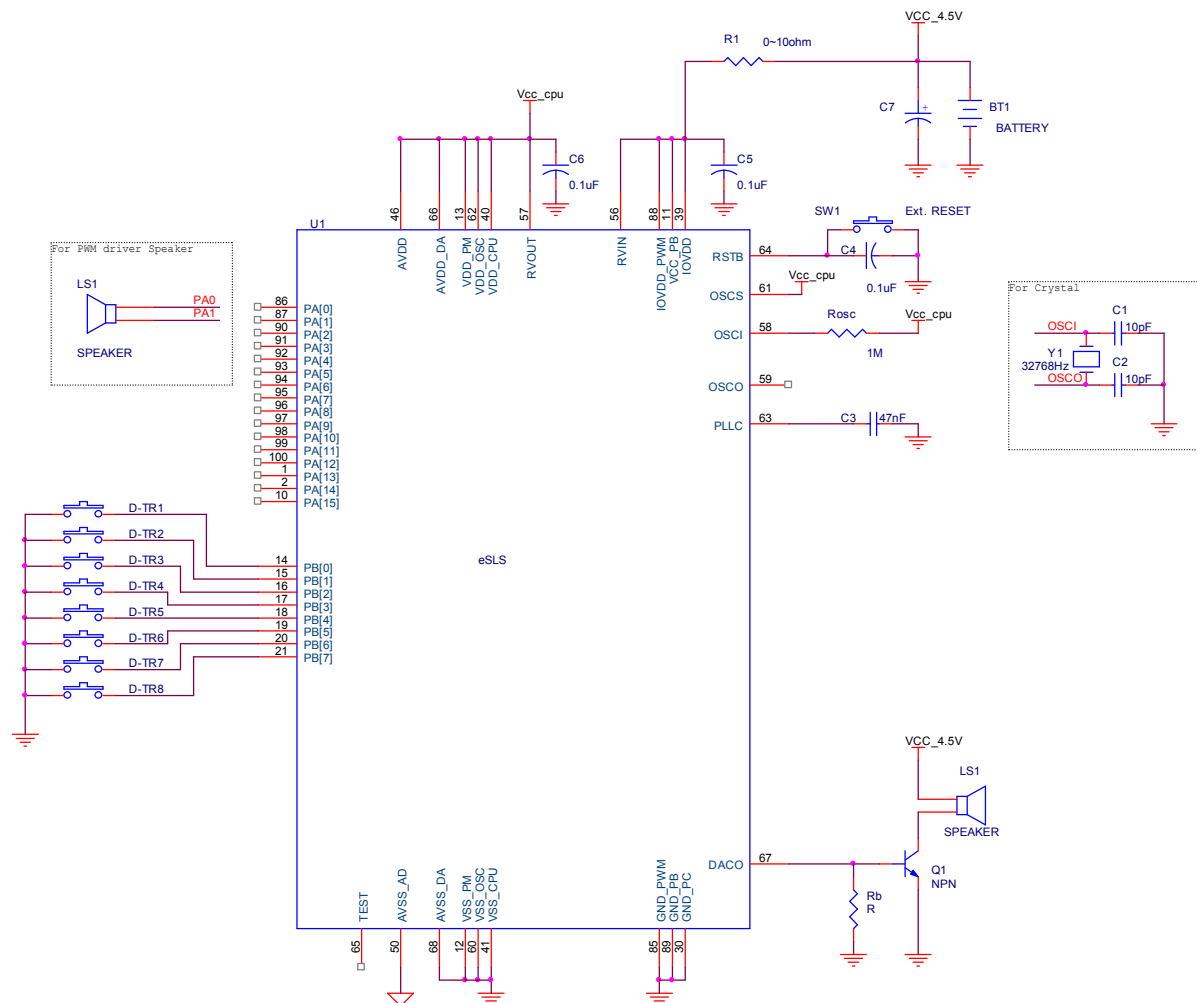 VCC_4.5V
R1 0~10ohm
C7
+
BT1
BATTERY
Vcc_cpu
C6
0.1uF
C5
0.1uF
46
66
13
62
40
57
56
88
11
39
U1
AVDD
AVDD_DA
VDD_PM
VDD_OSC
VDD_CPU
RVOUT
RVIN
IOVDD_PWM
VCC_PB
IOVDD
SW1 Ext. RESET
RSTB 64
C4
0.1uF
Vcc_cpu
OSCS 61
OSCI 58
Rosc
1M
Vcc_cpu
OSCO 59
PLLC 63
C3 47nF
For PWM driver Speaker
LS1
PA0
PA1
SPEAKER
For Crystal
C1
OSCI 10pF
Y1
32768Hz
C2
OSCO 10pF
86 PA[0]
87 PA[1]
90 PA[2]
91 PA[3]
92 PA[4]
93 PA[5]
94 PA[6]
95 PA[7]
96 PA[8]
97 PA[9]
98 PA[10]
99 PA[11]
100 PA[12]
1 PA[13]
2 PA[14]
10 PA[15]
D-TR1
D-TR2
D-TR3
D-TR4
D-TR5
D-TR6
D-TR7
D-TR8
14 PB[0]
15 PB[1]
16 PB[2]
17 PB[3]
18 PB[4]
19 PB[5]
20 PB[6]
21 PB[7]
eSLS
VCC_4.5V
LS1
SPEAKER
DACO 67
Q1
NPN
Rb
R
TEST
AVSS_AD
AVSS_DA
VSS_PM
VSS_OSC
VSS_CPU
GND_PWM
GND_PB
GND_PC
65
50
68
12
60
41
85
89
30